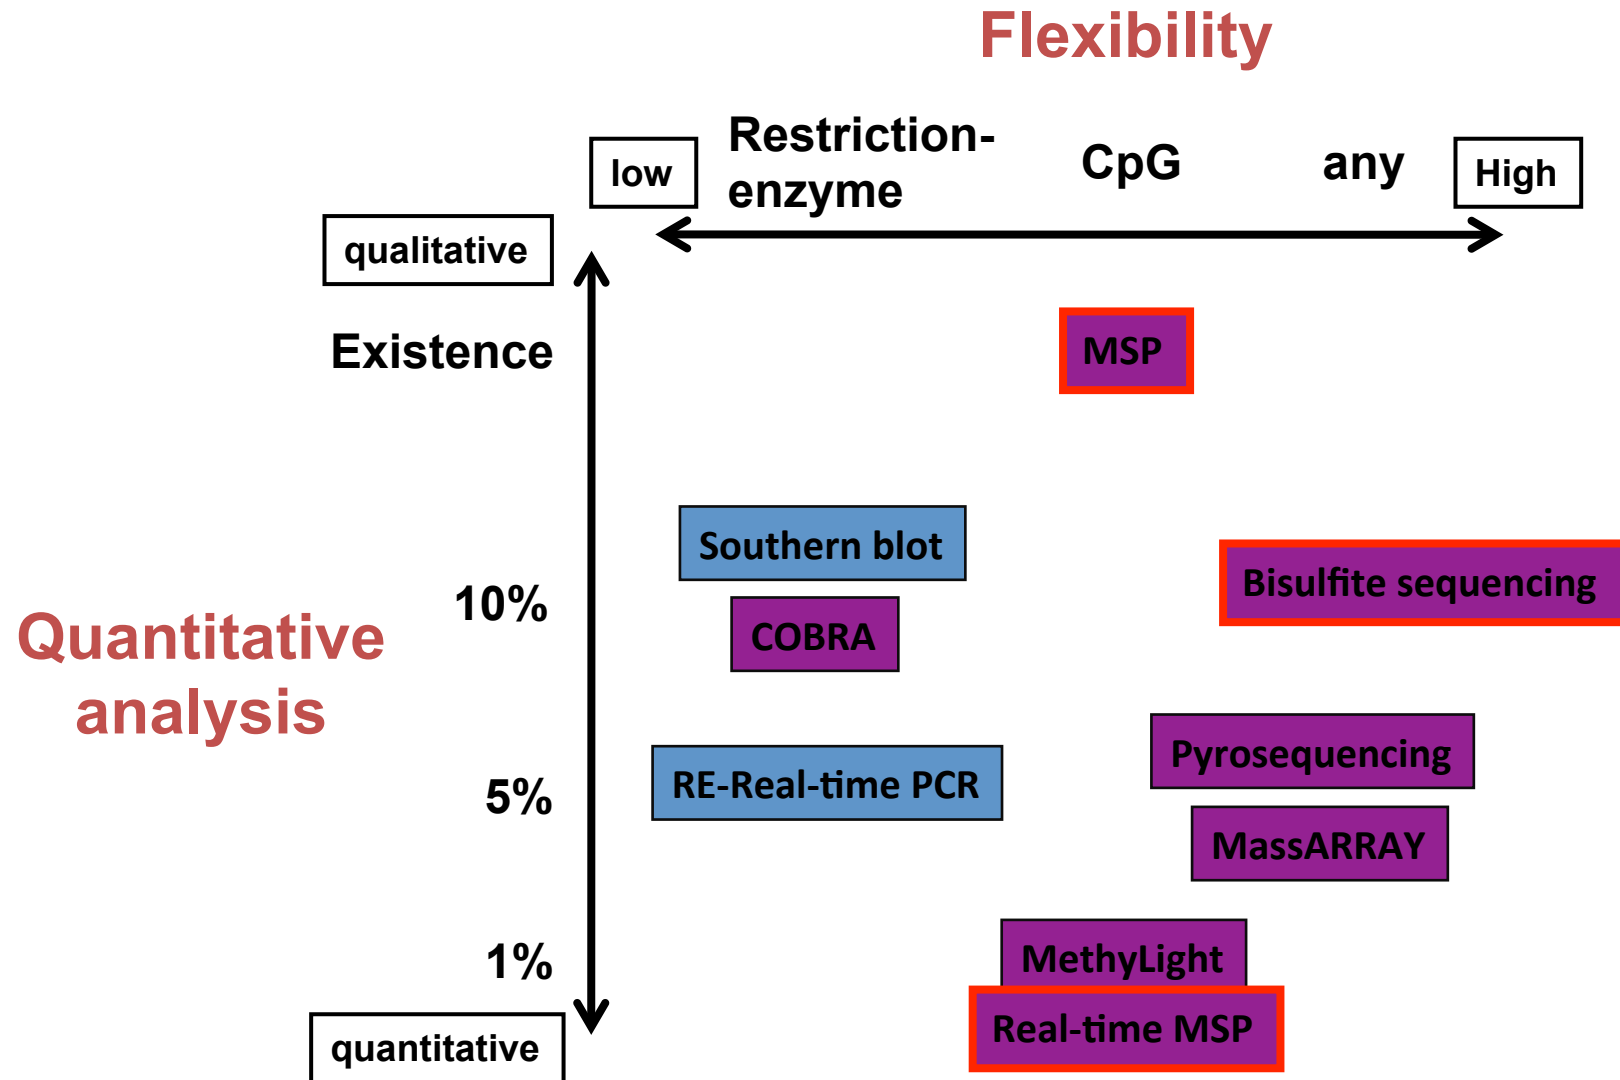 Flexibility
low
Restriction-
enzyme
CpG
any
High
qualitative
Existence
MSP
Southern blot
10%
Bisulfite sequencing
COBRA
Quantitative
analysis
Pyrosequencing
RE-Real-time PCR
5%
MassARRAY
1%
MethyLight
Real-time MSP
quantitative